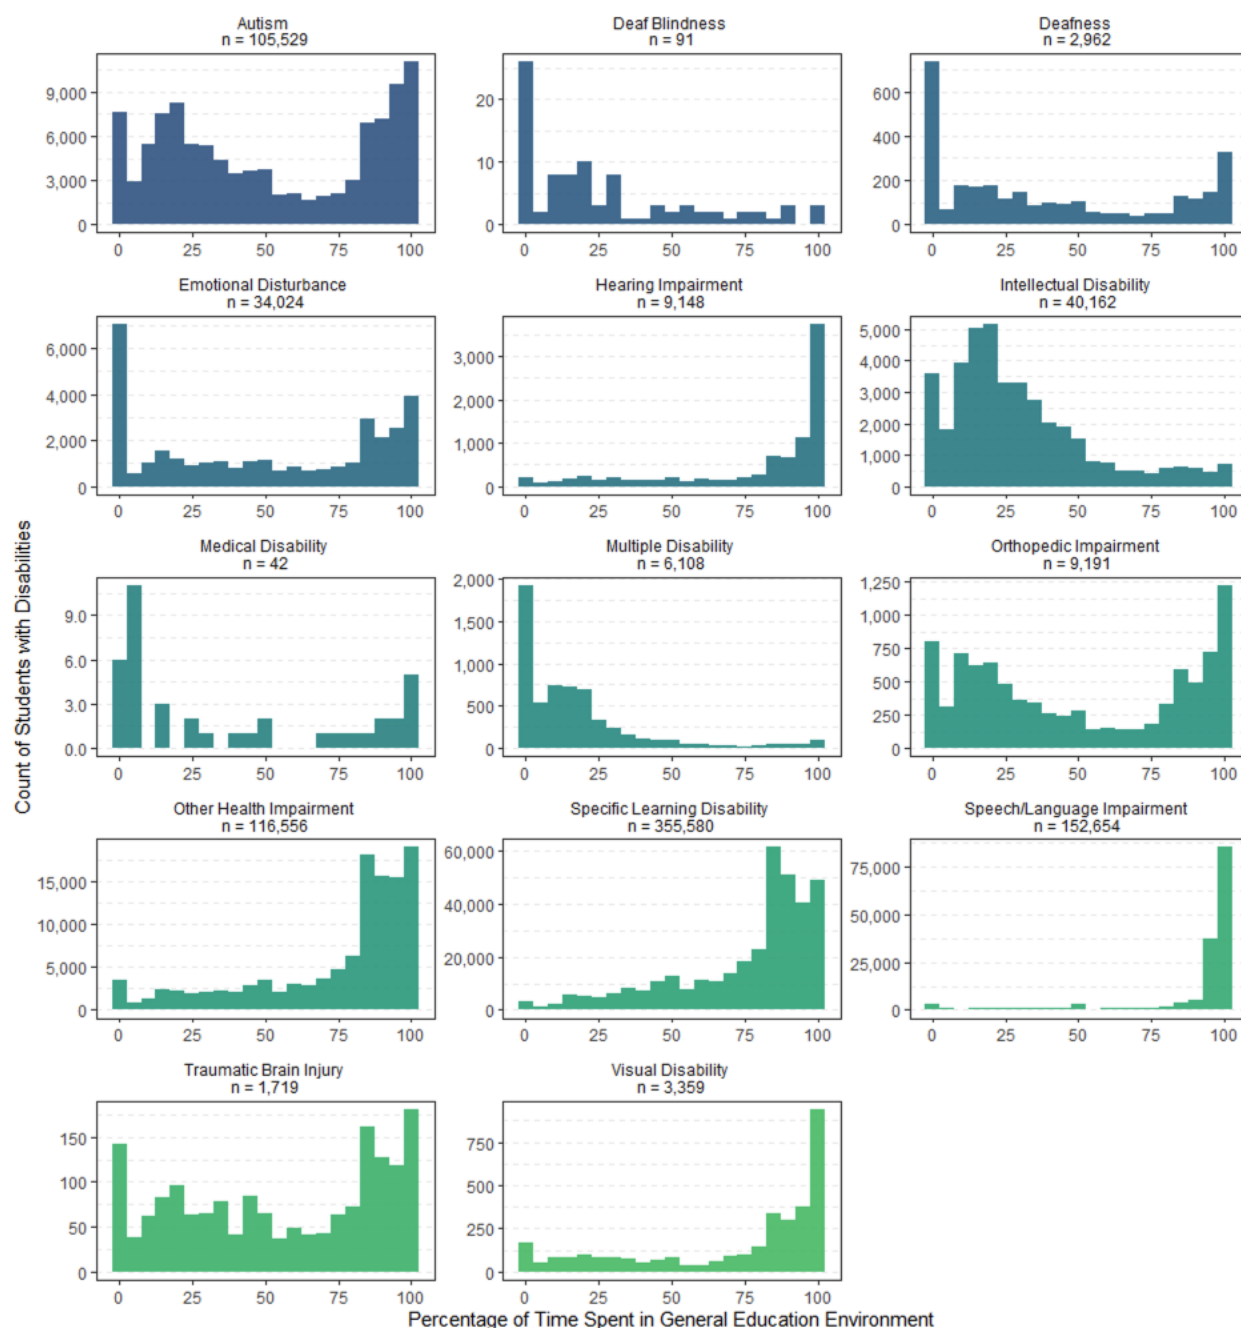 Autism
n = 105,529
Deaf Blindness
n = 91
Deafness
n = 2,962
9,000
6,000
3,000
0
0 25 50 75 100
20
10
0
0 25 50 75 100
600
400
200
0
0 25 50 75 100
Emotional Disturbance
n = 34,024
Hearing Impairment
n = 9,148
Intellectual Disability
n = 40,162
6,000
4,000
2,000
0
0 25 50 75 100
3,000
2,000
1,000
0
0 25 50 75 100
5,000
4,000
3,000
2,000
1,000
0
0 25 50 75 100
Count of Students with Disabilities
Medical Disability
n = 42
Multiple Disability
n = 6,108
Orthopedic Impairment
n = 9,191
9.0
6.0
3.0
0.0
0 25 50 75 100
2,000
1,500
1,000
500
0
0 25 50 75 100
1,250
1,000
750
500
250
0
0 25 50 75 100
Other Health Impairment
n = 116,556
Specific Learning Disability
n = 355,580
Speech/Language Impairment
n = 152,654
15,000
10,000
5,000
0
0 25 50 75 100
60,000
40,000
20,000
0
0 25 50 75 100
75,000
50,000
25,000
0
0 25 50 75 100
Traumatic Brain Injury
n = 1,719
Visual Disability
n = 3,359
150
100
50
0
0 25 50 75 100
750
500
250
0
0 25 50 75 100
Percentage of Time Spent in General Education Environment